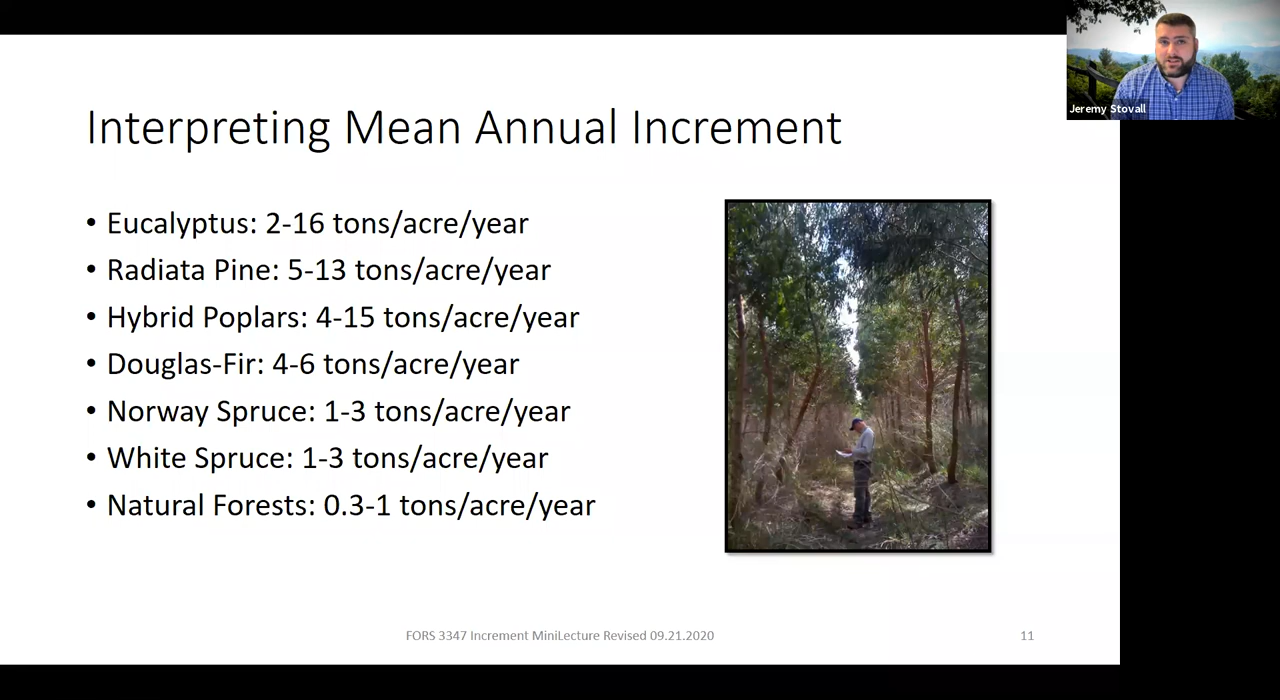 Jeremy Stovall
Interpreting Mean Annual Increment
• Eucalyptus: 2-16 tons/acre/year
• Radiata Pine: 5-13 tons/acre/year
• Hybrid Poplars: 4-15 tons/acre/year
• Douglas-Fir: 4-6 tons/acre/year
• Norway Spruce: 1-3 tons/acre/year
• White Spruce: 1-3 tons/acre/year
• Natural Forests: 0.3-1 tons/acre/year
FORS 3347 Increment MiniLecture Revised 09.21.2020
11